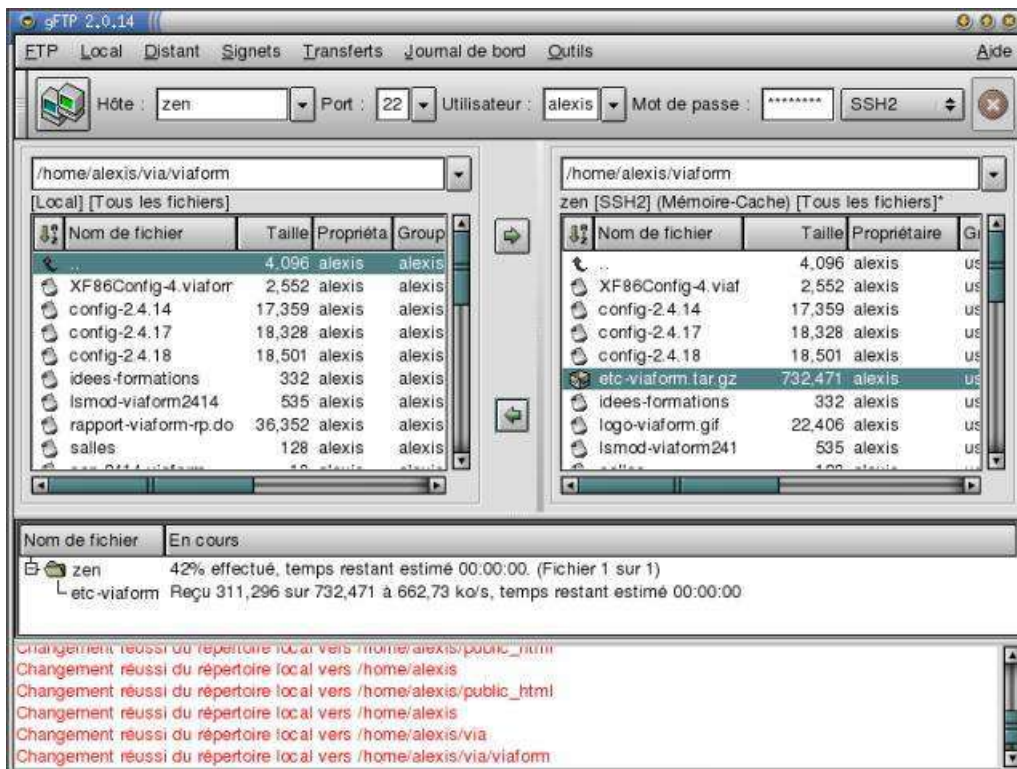 gFTP 2.0.14
FTP Local Distant Signets Transferts Journal de bord Outils Aide
Hôte : zen Port : 22 Utilisateur : alexis Mot de passe : ******** SSH2
/home/alexis/via/viaform
[Local] [Tous les fichiers]
Nom de fichier Taille Propriéta Group
.. 4,096 alexis alexis
XF86Config-4.viaforr 2,552 alexis alexis
config-2.4.14 17,359 alexis alexis
config-2.4.17 18,328 alexis alexis
config-2.4.18 18,501 alexis alexis
idees-formations 332 alexis alexis
lsmod-viaform2414 535 alexis alexis
rapport-viaform-rp.do 36,352 alexis alexis
salles 128 alexis alexis
/home/alexis/viaform
zen [SSH2] (Mémoire-Cache) [Tous les fichiers]*
Nom de fichier Taille Propriétaire Gi
.. 4,096 alexis us
XF86Config-4.viaf 2,552 alexis us
config-2.4.14 17,359 alexis us
config-2.4.17 18,328 alexis us
config-2.4.18 18,501 alexis us
etc-viaform.tar.gz 732,471 alexis us
idees-formations 332 alexis us
logo-viaform.gif 22,406 alexis us
lsmod-viaform241 535 alexis us
Nom de fichier En cours
zen 42% effectué, temps restant estimé 00:00:00. (Fichier 1 sur 1)
etc-viaform Reçu 311,296 sur 732,471 à 662,73 ko/s, temps restant estimé 00:00:00
Changement réussi du répertoire local vers /home/alexis/public_html
Changement réussi du répertoire local vers /home/alexis
Changement réussi du répertoire local vers /home/alexis/public_html
Changement réussi du répertoire local vers /home/alexis
Changement réussi du répertoire local vers /home/alexis/via
Changement réussi du répertoire local vers /home/alexis/via/viaform